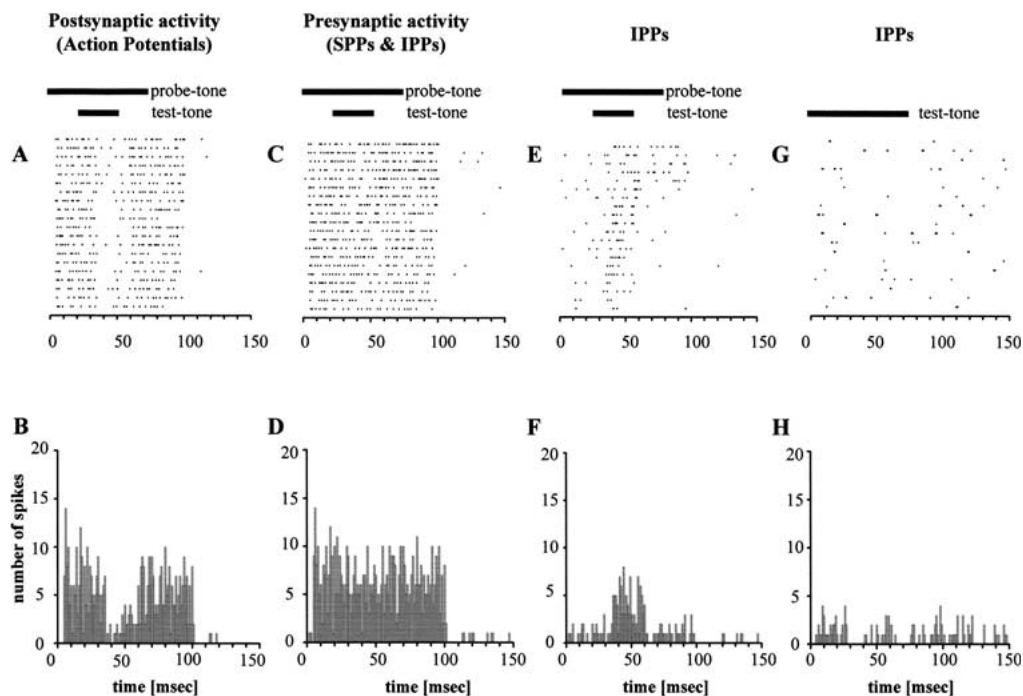 Postsynaptic activity
(Action Potentials)
Presynaptic activity
(SPPs & IPPs)
IPPs
IPPs
probe-tone
test-tone
probe-tone
test-tone
probe-tone
test-tone
test-tone
A
C
E
G
0 50 100 150
0 50 100 150
0 50 100 150
0 50 100 150
B
D
F
H
number of spikes
20
15
10
5
0
20
15
10
5
0
20
15
10
5
0
20
15
10
5
0
0 50 100 150
0 50 100 150
0 50 100 150
0 50 100 150
time [msec]
time [msec]
time [msec]
time [msec]